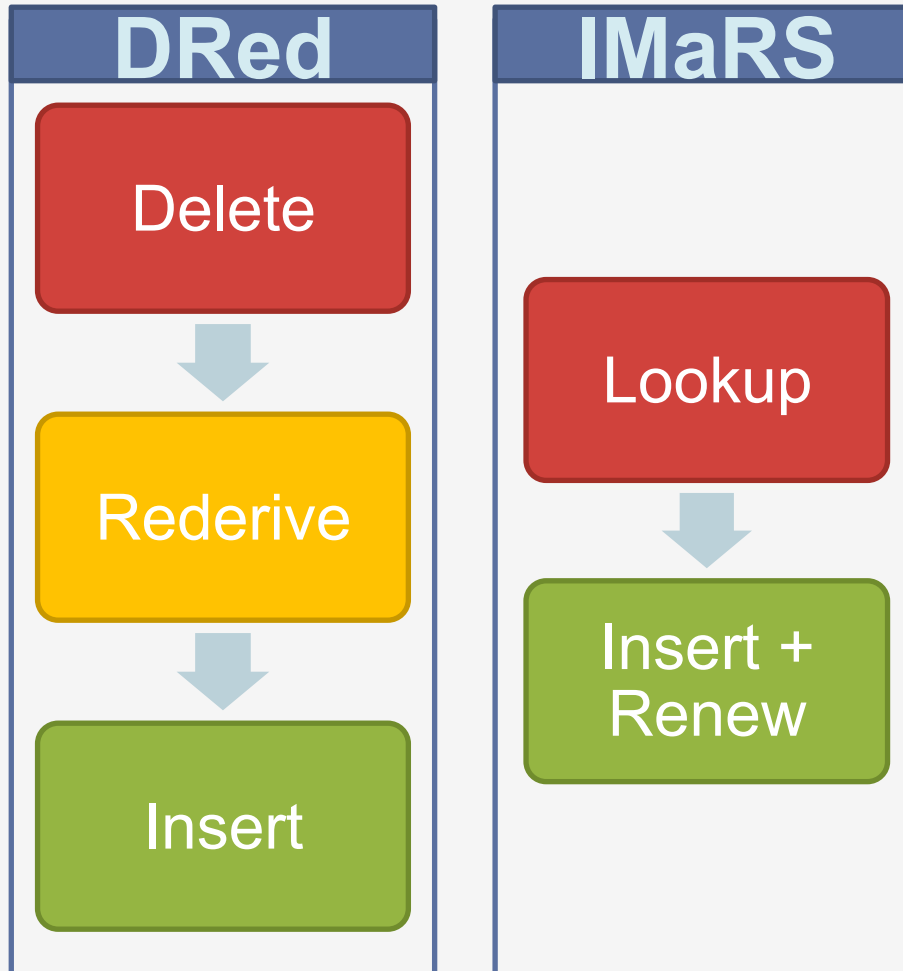 DRed
Delete
Rederive
Insert
IMaRS
Lookup
Insert +
Renew